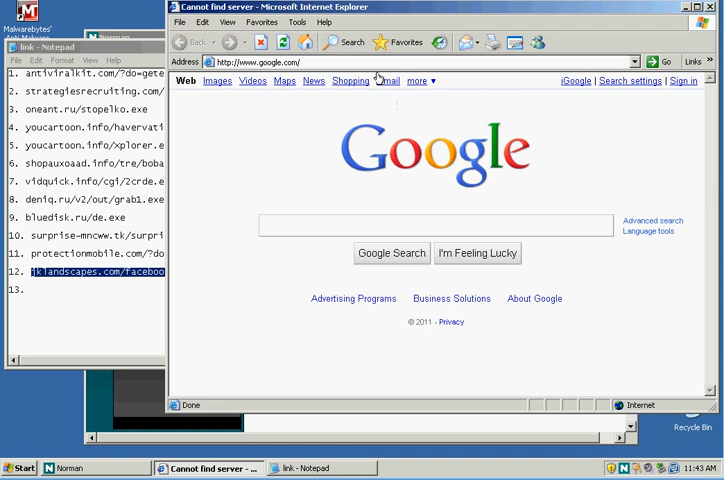 Malwarebytes'
Cannot find server - Microsoft Internet Explorer
link - Notepad
Norman
File Edit View Favorites Tools Help
Back Search Favorites
File Edit Format View Help
Address http://www.google.com/ Go Links »
Web Images Videos Maps News Shopping Gmail more ▼ iGoogle | Search settings | Sign in
1. antiviralkit.com/?do=gete
2. strategiesrecruiting.com/
3. oneant.ru/stopelko.exe
4. youcartoon.info/havervati
5. youcartoon.info/xplorer.e
6. shopauxoaad.info/tre/boba
7. vidquick.info/cgi/2crde.e
8. deniq.ru/v2/out/grab1.exe
9. bluedisk.ru/de.exe
10. surprise-mncww.tk/surpri
11. protectionmobile.com/?do
12. jklandscapes.com/faceboo
13.
Google
Advanced search
Language tools
Google Search I'm Feeling Lucky
Advertising Programs Business Solutions About Google
© 2011 - Privacy
Done Internet
Recycle Bin
Start Norman Cannot find server - ... link - Notepad 11:43 AM